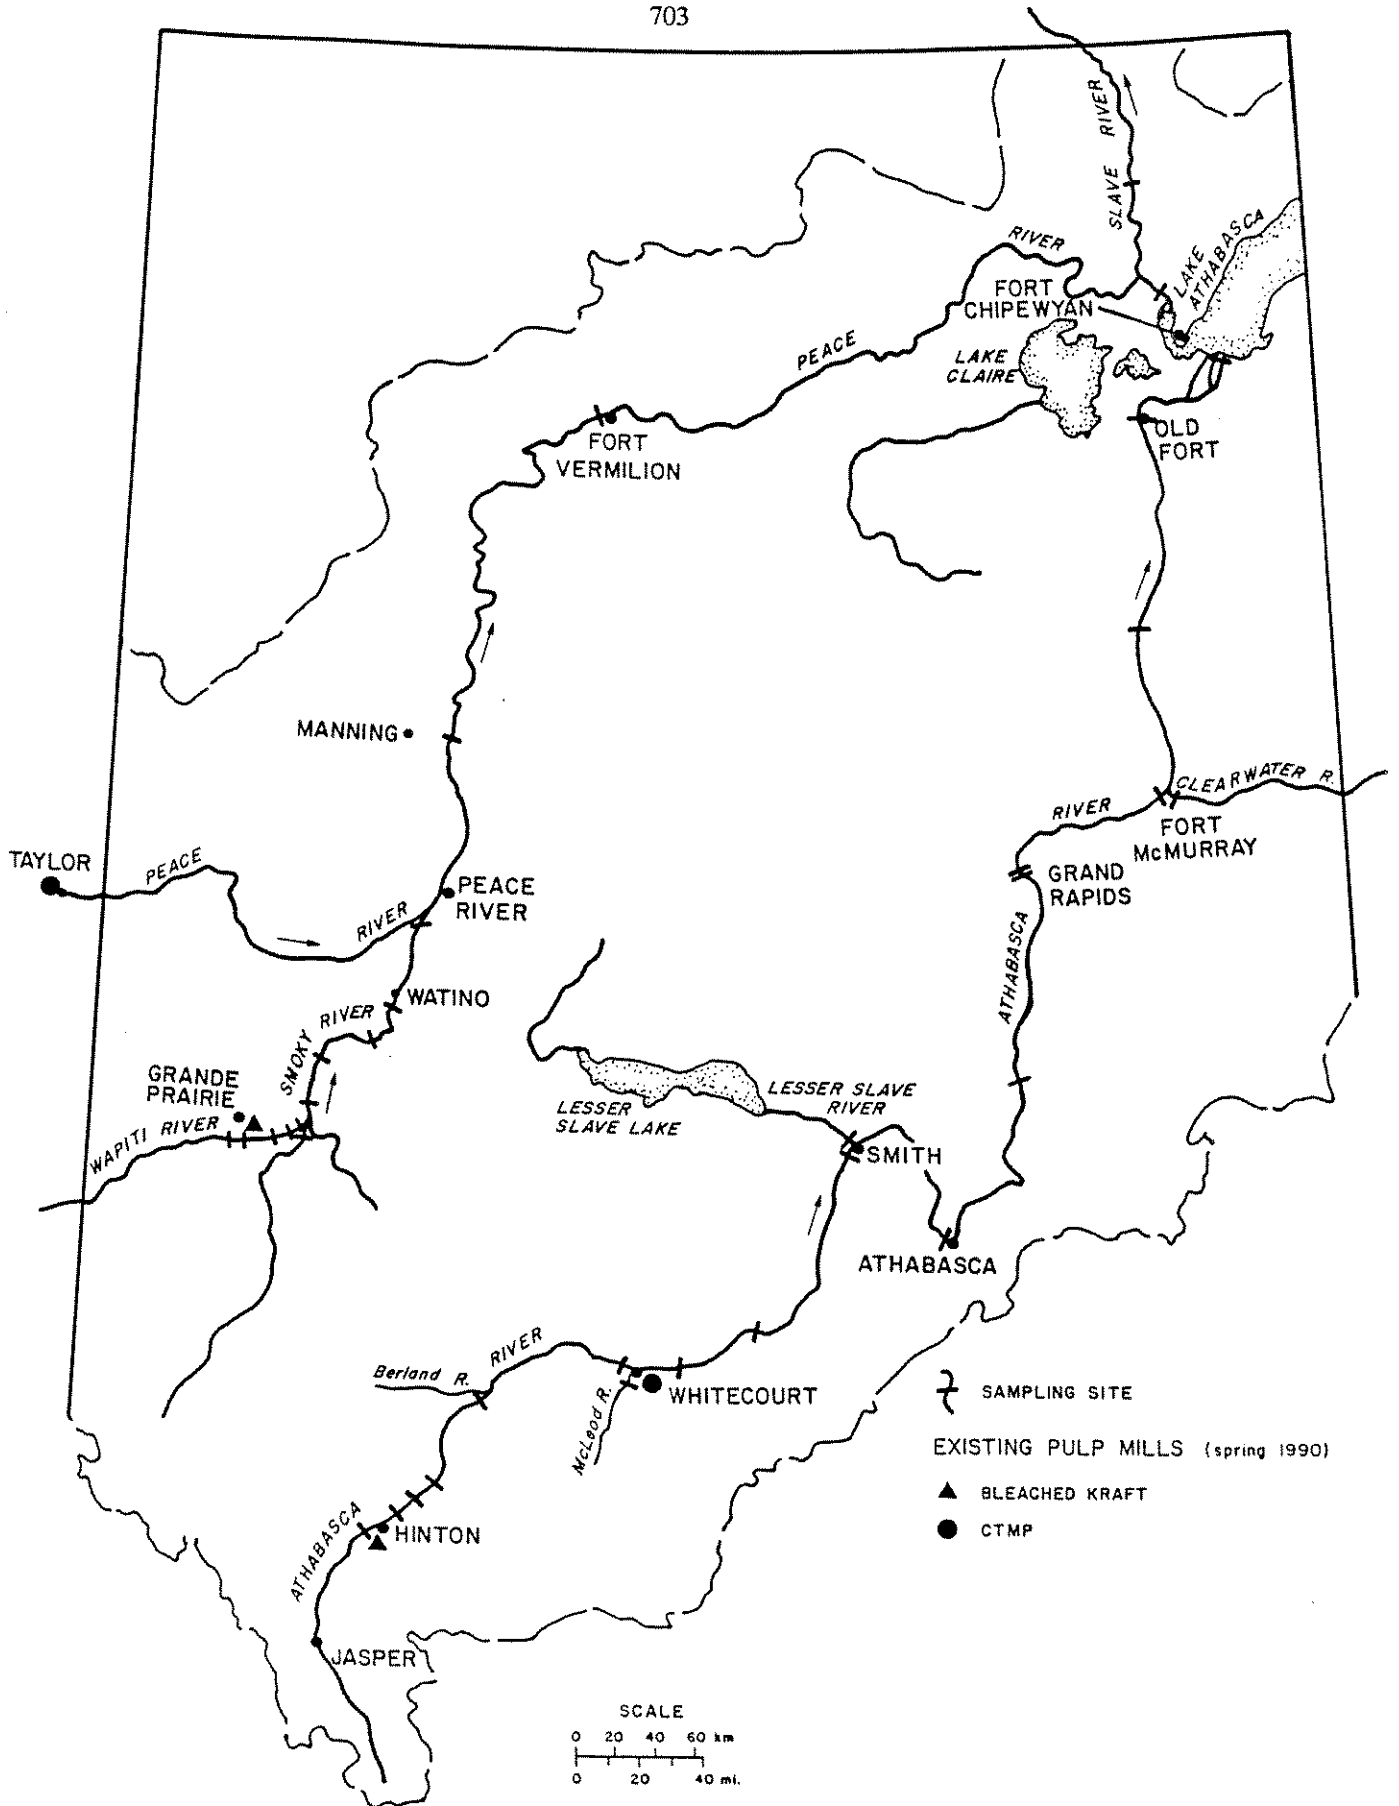 703
SLAVE RIVER
LAKE
ATHABASCA
RIVER
FORT
CHIPEWYAN
PEACE
LAKE
CLAIRE
OLD
FORT
FORT
VERMILION
MANNING
CLEARWATER R.
RIVER
FORT
McMURRAY
TAYLOR
PEACE
GRAND
RAPIDS
PEACE
RIVER
RIVER
ATHABASCA
WATINO
SMOKY RIVER
GRANDE
PRAIRIE
WAPITI RIVER
LESSER SLAVE
RIVER
LESSER
SLAVE LAKE
SMITH
ATHABASCA
RIVER
Berland R.
WHITECOURT
McLeod R.
SAMPLING SITE
EXISTING PULP MILLS (spring 1990)
BLEACHED KRAFT
CTMP
ATHABASCA
HINTON
JASPER
SCALE
0 20 40 60 km
0 20 40 mi.